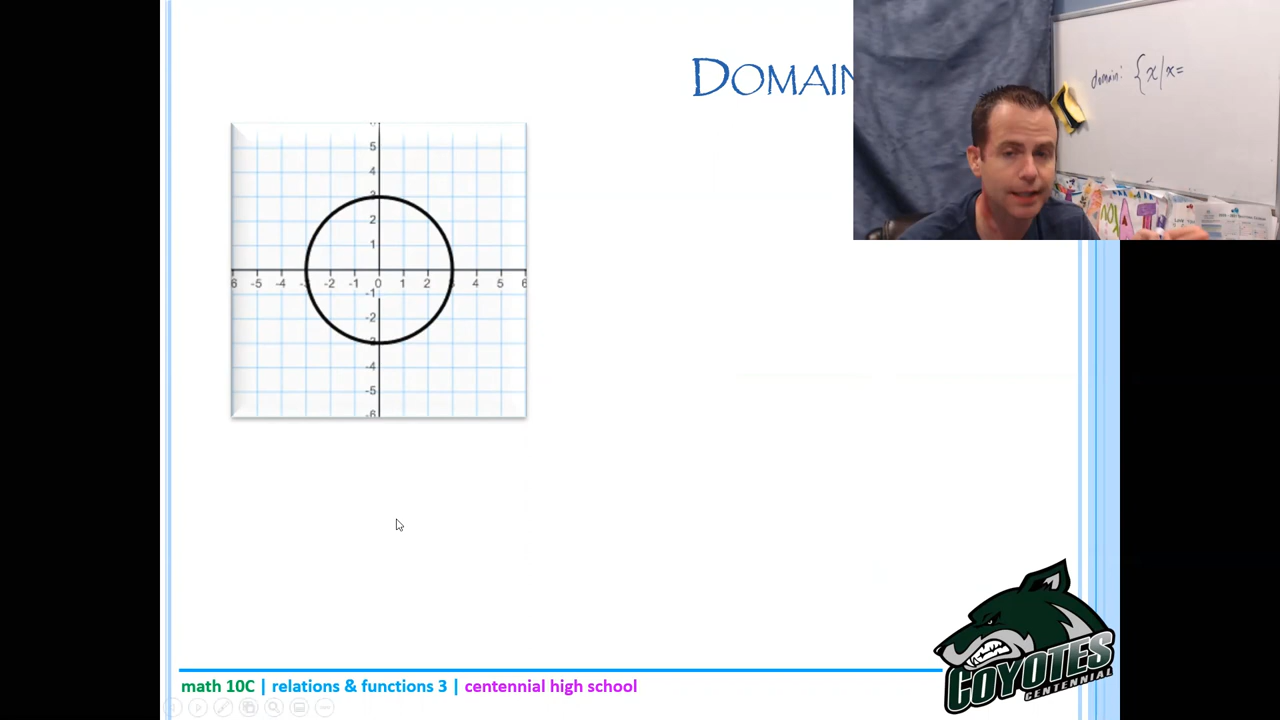 DOMAIN
domain: {x|x=
5
4
3
2
1
6 -5 -4 -2 -1 0 1 2 4 5 6
-1
-2
-3
-4
-5
-6
math 10C | relations & functions 3 | centennial high school
COYOTES
CENTENNIAL